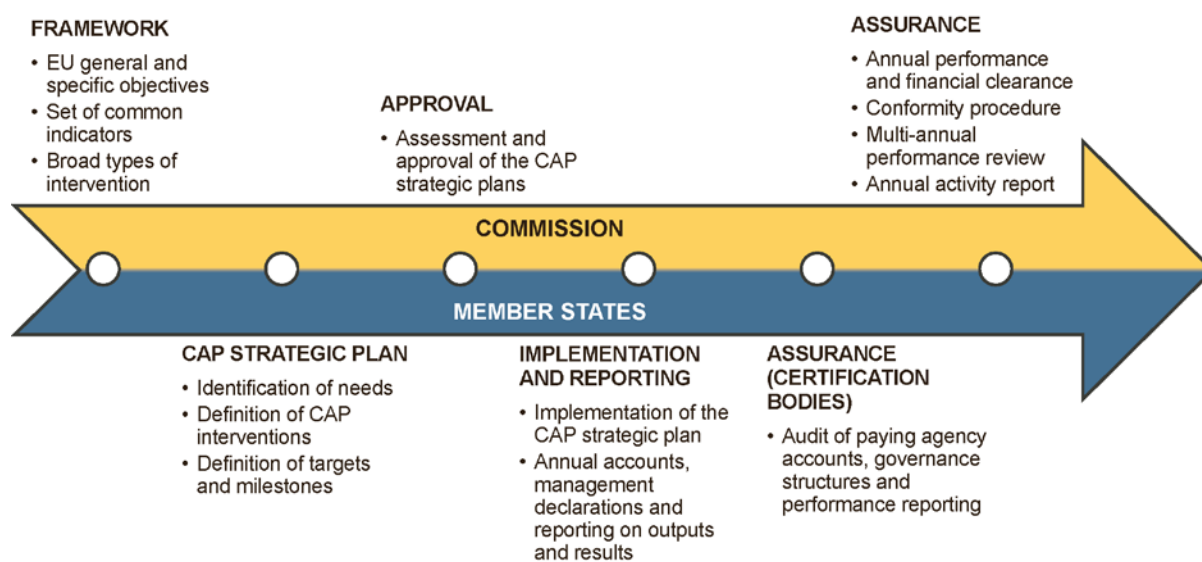 FRAMEWORK
• EU general and
specific objectives
• Set of common
indicators
• Broad types of
intervention
APPROVAL
• Assessment and
approval of the CAP
strategic plans
ASSURANCE
• Annual performance
and financial clearance
• Conformity procedure
• Multi-annual
performance review
• Annual activity report
COMMISSION
MEMBER STATES
CAP STRATEGIC PLAN
• Identification of needs
• Definition of CAP
interventions
• Definition of targets
and milestones
IMPLEMENTATION
AND REPORTING
• Implementation of the
CAP strategic plan
• Annual accounts,
management
declarations and
reporting on outputs
and results
ASSURANCE
(CERTIFICATION
BODIES)
• Audit of paying agency
accounts, governance
structures and
performance reporting